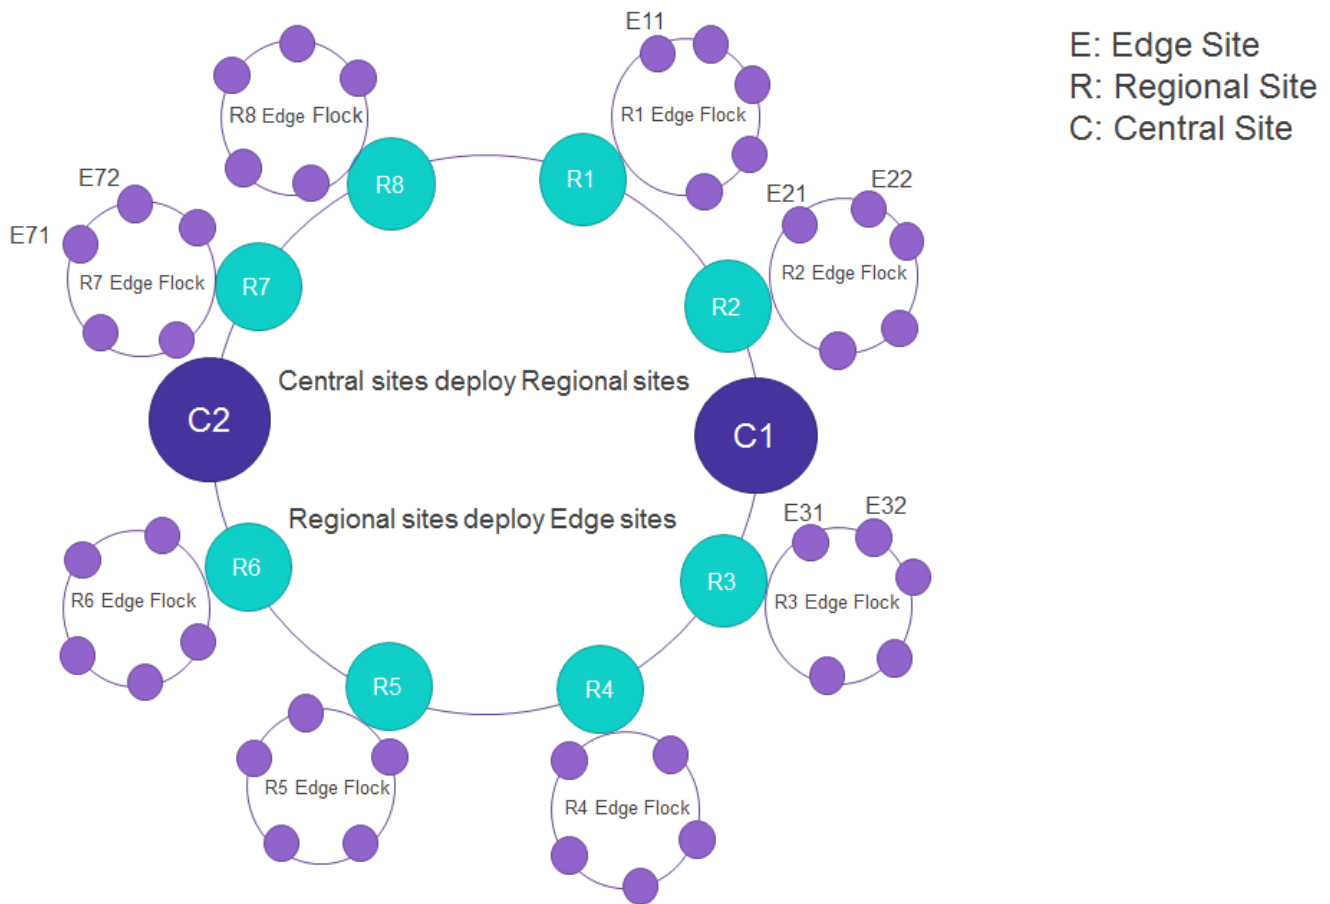 E11
E: Edge Site
R: Regional Site
C: Central Site
R8 Edge Flock
R1 Edge Flock
E72
E71
R8
R1
E21
E22
R7 Edge Flock
R7
R2
R2 Edge Flock
Central sites deploy Regional sites
C2
C1
Regional sites deploy Edge sites
E31
E32
R6
R6 Edge Flock
R3
R3 Edge Flock
R5
R4
R5 Edge Flock
R4 Edge Flock